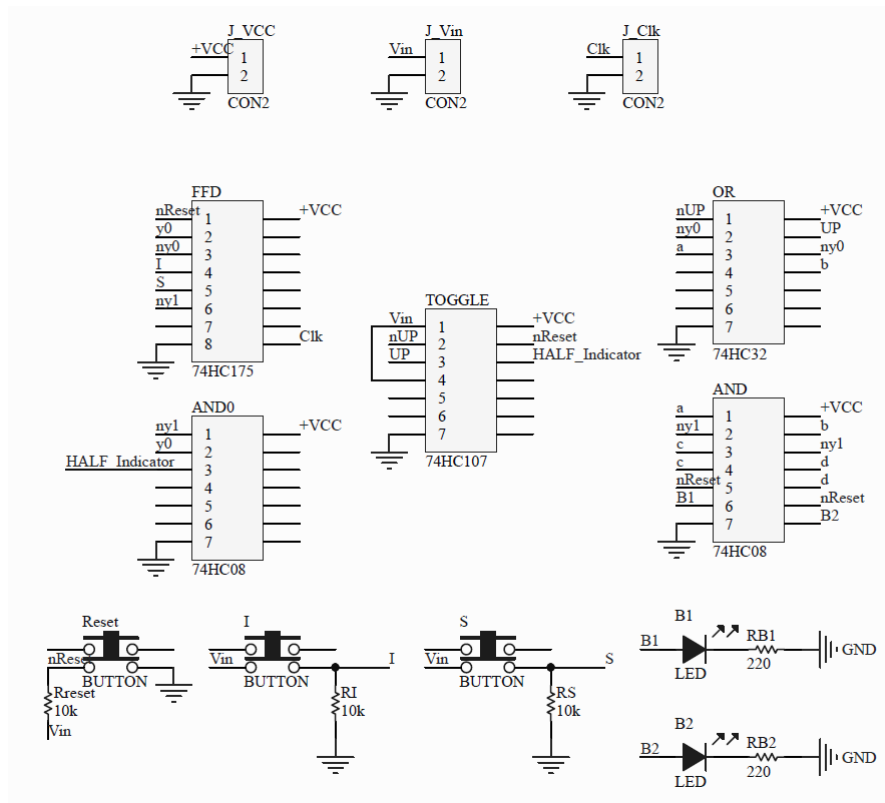 J_VCC
+VCC 1
2
CON2
J_Vin
Vin 1
2
CON2
J_Clk
Clk 1
2
CON2
FFD
nReset 1 +VCC
y0 2
ny0 3
I 4
S 5
ny1 6
7
8 Clk
74HC175
OR
nUP 1 +VCC
ny0 2 UP
a 3 ny0
4 b
5
6
7
74HC32
TOGGLE
Vin 1 +VCC
nUP 2 nReset
UP 3 HALF_Indicator
4
5
6
7
74HC107
AND0
ny1 1 +VCC
y0 2
HALF_Indicator 3
4
5
6
7
74HC08
AND
a 1 +VCC
ny1 2 b
c 3 ny1
c 4 d
nReset 5 d
B1 6 nReset
7 B2
74HC08
Reset
nReset
BUTTON
Rreset
10k
Vin
I
Vin I
BUTTON
RI
10k
S
Vin S
BUTTON
RS
10k
B1
B1 RB1 GND
220
LED
B2
B2 RB2 GND
220
LED